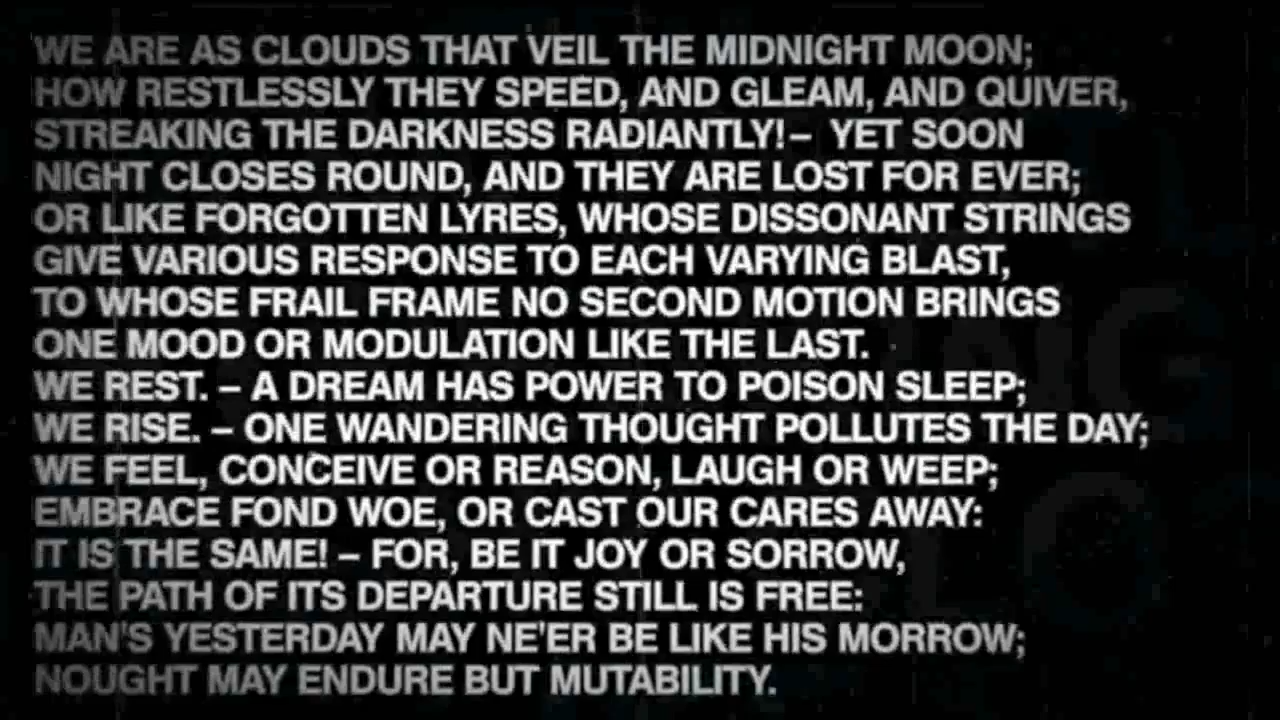 WE ARE AS CLOUDS THAT VEIL THE MIDNIGHT MOON;
HOW RESTLESSLY THEY SPEED, AND GLEAM, AND QUIVER,
STREAKING THE DARKNESS RADIANTLY!– YET SOON
NIGHT CLOSES ROUND, AND THEY ARE LOST FOR EVER;
OR LIKE FORGOTTEN LYRES, WHOSE DISSONANT STRINGS
GIVE VARIOUS RESPONSE TO EACH VARYING BLAST,
TO WHOSE FRAIL FRAME NO SECOND MOTION BRINGS
ONE MOOD OR MODULATION LIKE THE LAST.
WE REST. – A DREAM HAS POWER TO POISON SLEEP;
WE RISE. – ONE WANDERING THOUGHT POLLUTES THE DAY;
WE FEEL, CONCEIVE OR REASON, LAUGH OR WEEP;
EMBRACE FOND WOE, OR CAST OUR CARES AWAY:
IT IS THE SAME! – FOR, BE IT JOY OR SORROW,
THE PATH OF ITS DEPARTURE STILL IS FREE:
MAN'S YESTERDAY MAY NE'ER BE LIKE HIS MORROW;
NOUGHT MAY ENDURE BUT MUTABILITY.